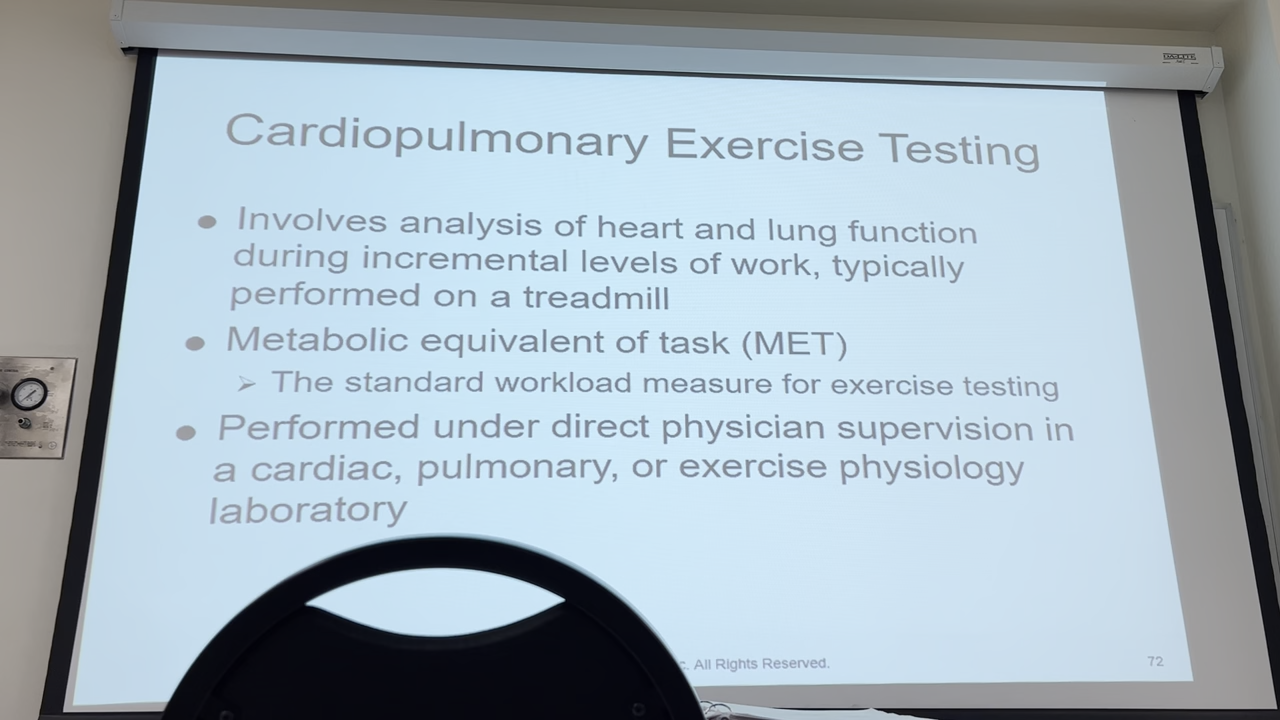 DA-LITE
Cardiopulmonary Exercise Testing
● Involves analysis of heart and lung function
during incremental levels of work, typically
performed on a treadmill
● Metabolic equivalent of task (MET)
➢ The standard workload measure for exercise testing
● Performed under direct physician supervision in
a cardiac, pulmonary, or exercise physiology
laboratory
c. All Rights Reserved.
72